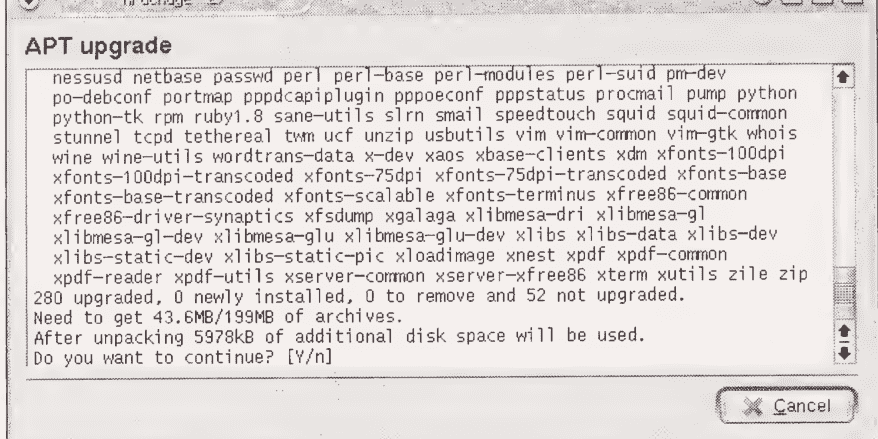 APT upgrade
nessusd netbase passwd perl perl-base perl-modules perl-suid pm-dev
po-debconf portmap pppdcapiplugin pppoeconf pppstatus procmail pump python
python-tk rpm ruby1.8 sane-utils slrn smail speedtouch squid squid-common
stunnel tcpd tethereal twm ucf unzip usbutils vim vim-common vim-gtk whois
wine wine-utils wordtrans-data x-dev xaos xbase-clients xdm xfonts-100dpi
xfonts-100dpi-transcoded xfonts-75dpi xfonts-75dpi-transcoded xfonts-base
xfonts-base-transcoded xfonts-scalable xfonts-terminus xfree86-common
xfree86-driver-synaptics xfsdump xgalaga xlibmesa-dri xlibmesa-gl
xlibmesa-gl-dev xlibmesa-glu xlibmesa-glu-dev xlibs xlibs-data xlibs-dev
xlibs-static-dev xlibs-static-pic xloadimage xnest xpdf xpdf-common
xpdf-reader xpdf-utils xserver-common xserver-xfree86 xterm xutils zile zip
280 upgraded, 0 newly installed, 0 to remove and 52 not upgraded.
Need to get 43.6MB/199MB of archives.
After unpacking 5978kB of additional disk space will be used.
Do you want to continue? [Y/n]
Cancel